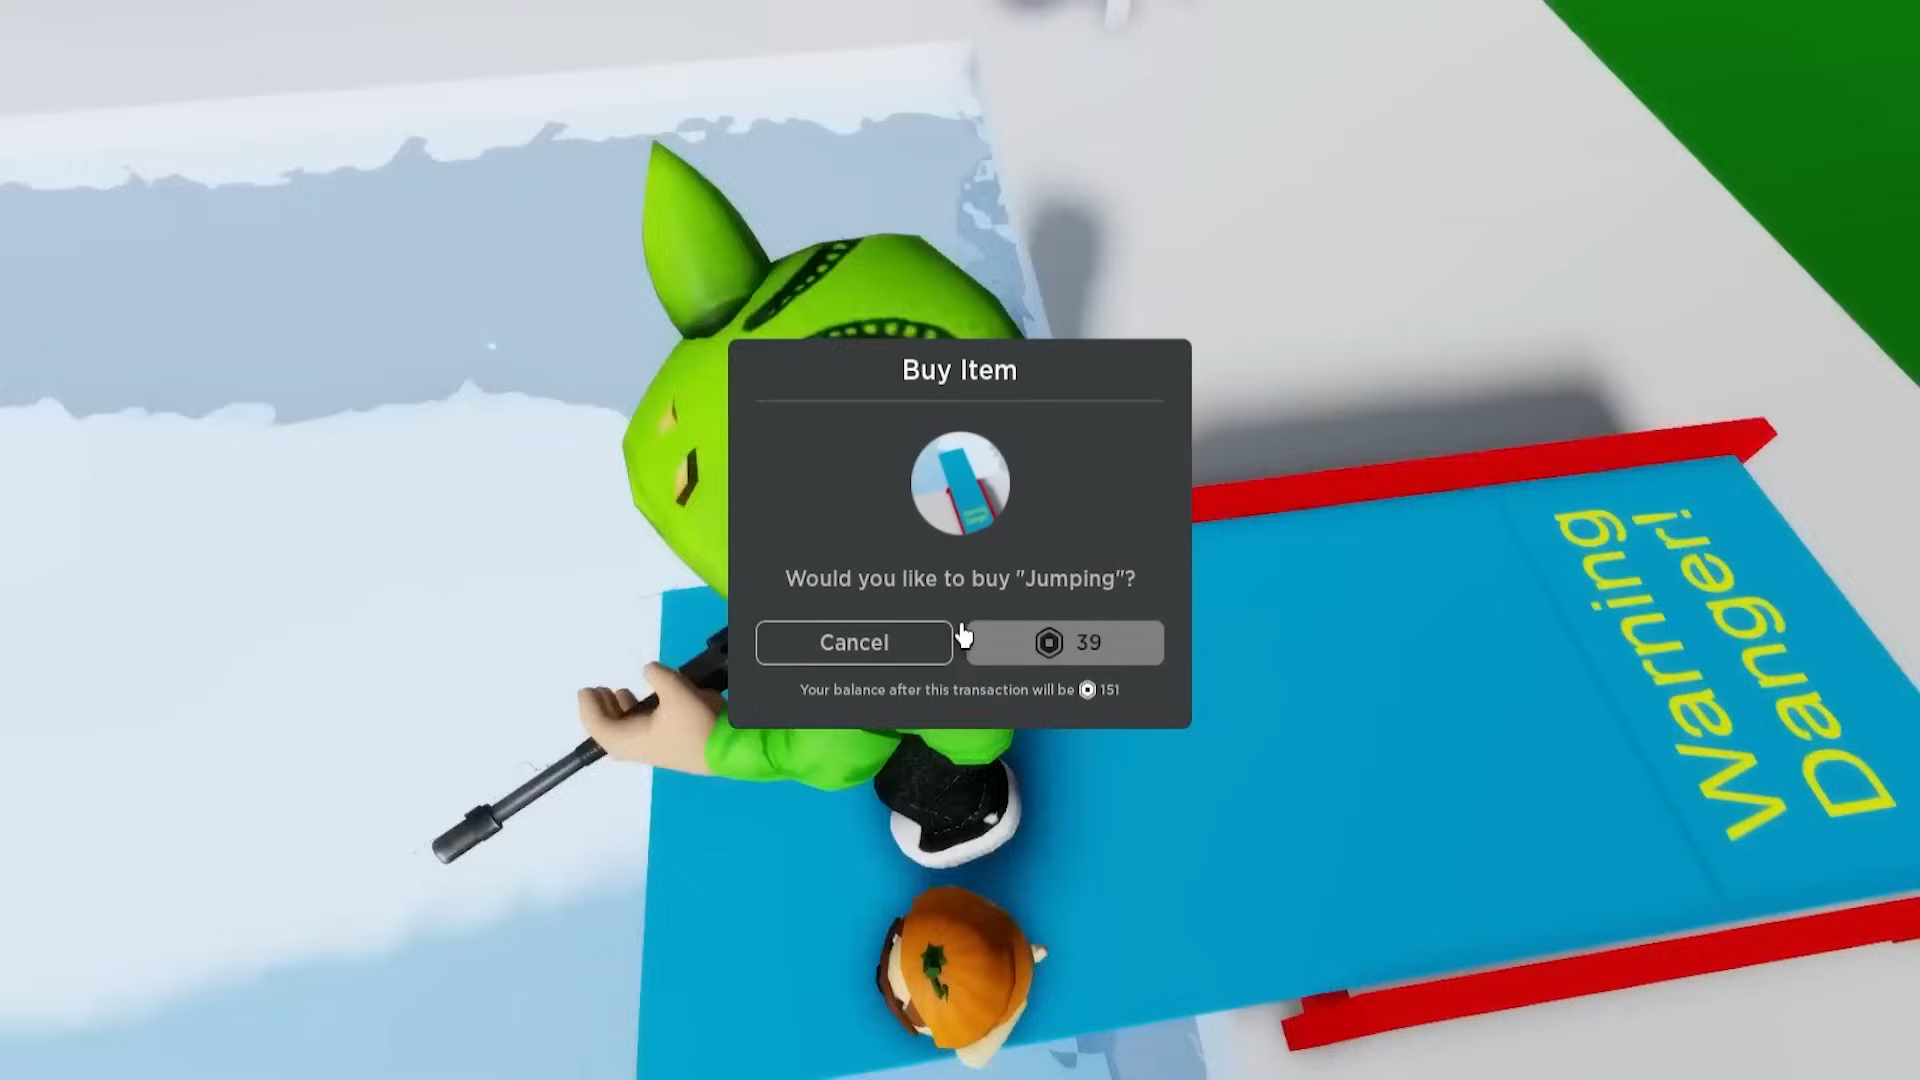 Buy Item
Would you like to buy "Jumping"?
Cancel
39
Your balance after this transaction will be 151
Warning
Danger!